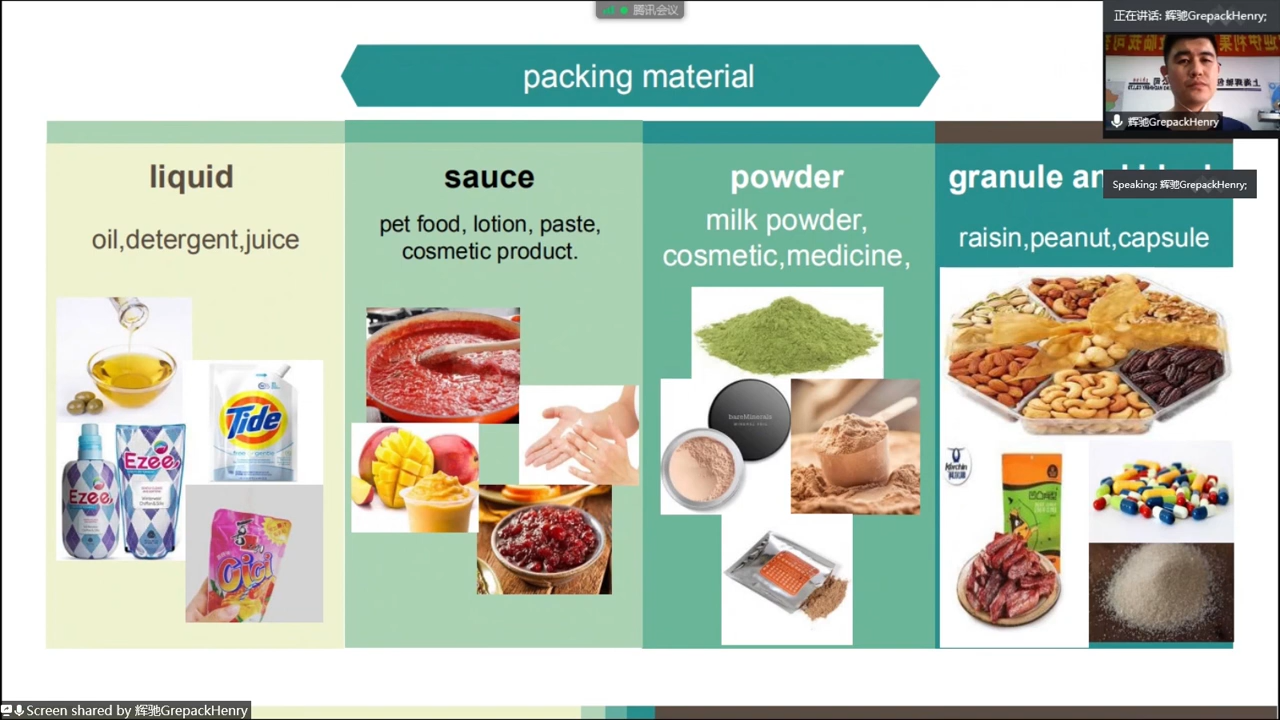 腾讯会议
正在讲话: 辉驰GrepackHenry;
辉驰GrepackHenry
Speaking: 辉驰GrepackHenry;
packing material
liquid
oil,detergent,juice
Tide
Ezee
Ezee
Cici
sauce
pet food, lotion, paste,
cosmetic product.
powder
milk powder,
cosmetic,medicine,
bareMinerals
granule an
raisin,peanut,capsule
Screen shared by 辉驰GrepackHenry